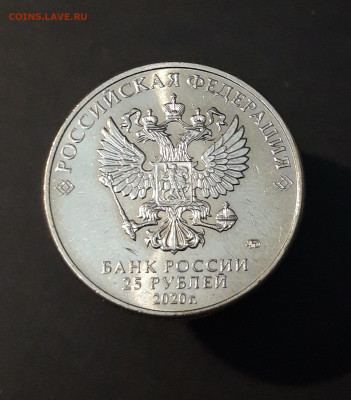 COINS.LAVE.RU
РОССИЙСКАЯ ФЕДЕРАЦИЯ
БАНК РОССИИ
25 РУБЛЕЙ
2020 г.